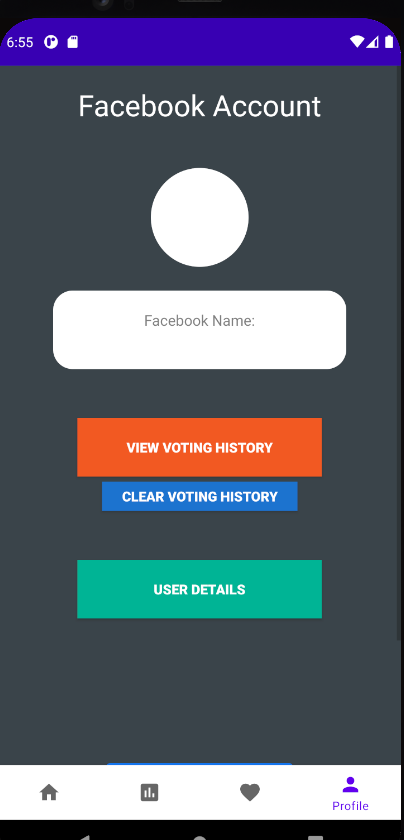 6:55
Facebook Account
Facebook Name:
VIEW VOTING HISTORY
CLEAR VOTING HISTORY
USER DETAILS
Profile